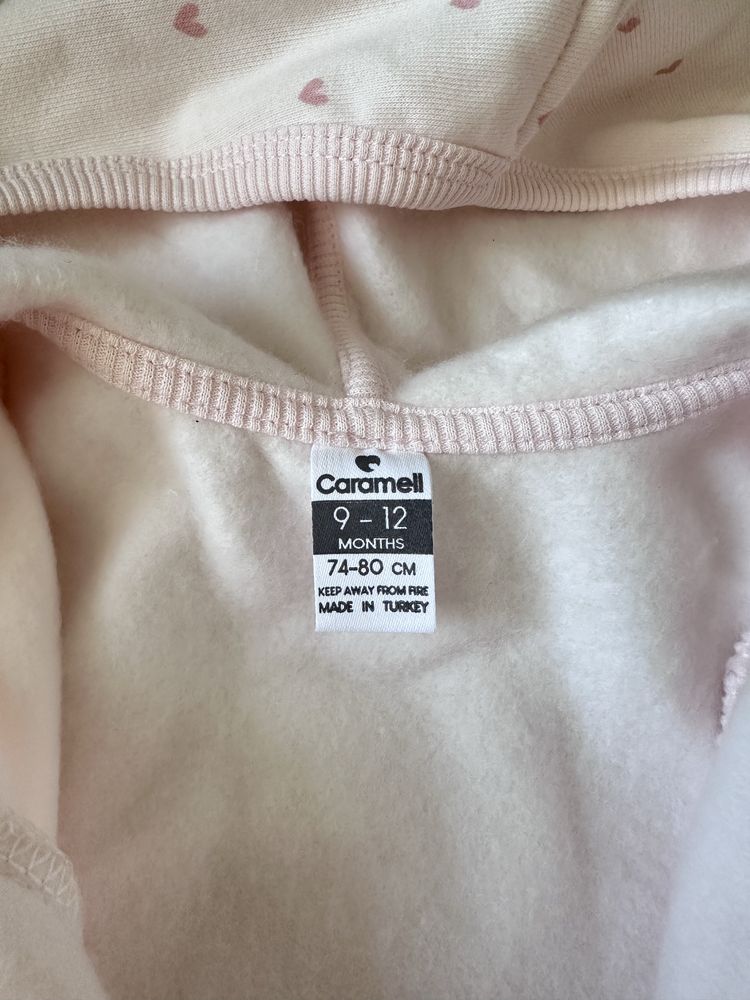 Caramell
9 - 12
MONTHS
74-80 CM
KEEP AWAY FROM FIRE
MADE IN TURKEY